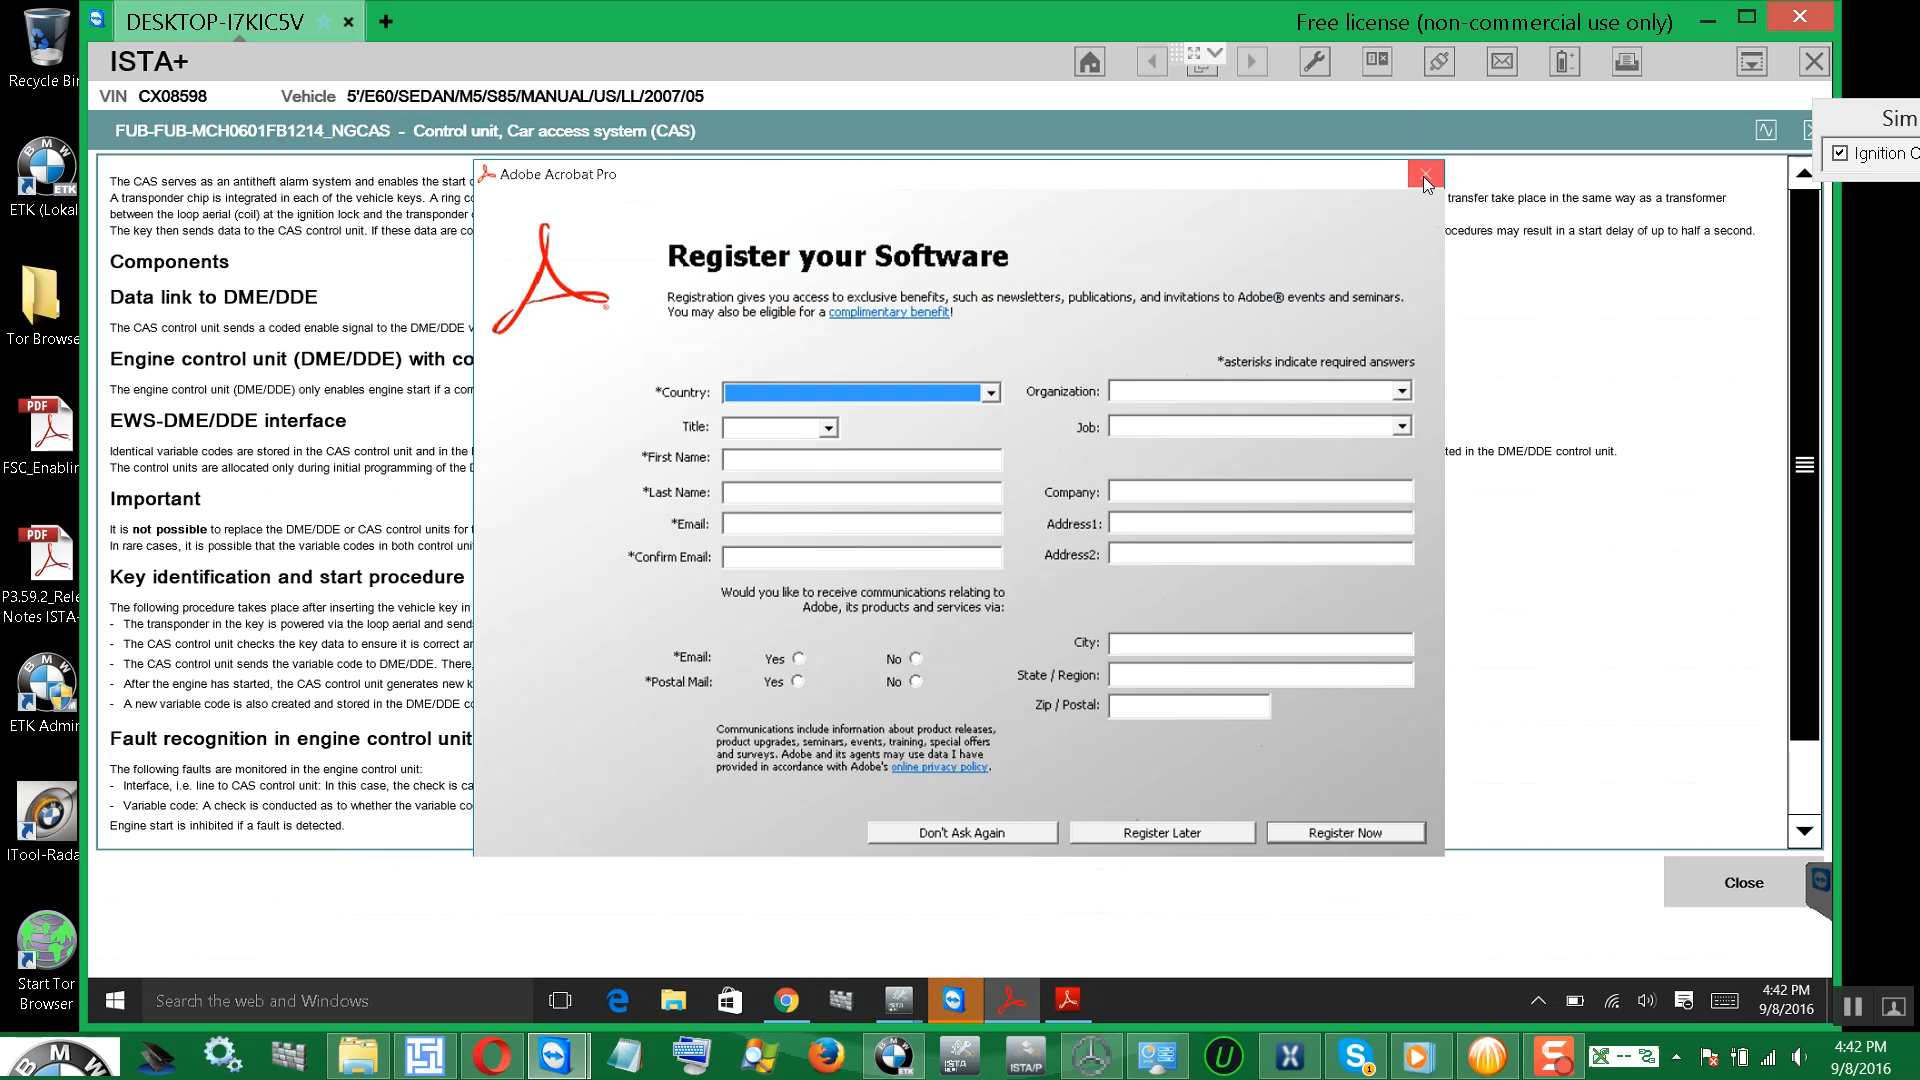 DESKTOP-I7KIC5V
Free license (non-commercial use only)
Recycle Bin
ISTA+
VIN CX08598 Vehicle 5'/E60/SEDAN/M5/S85/MANUAL/US/LL/2007/05
FUB-FUB-MCH0601FB1214_NGCAS - Control unit, Car access system (CAS)
Sim
Ignition C
The CAS serves as an antitheft alarm system and enables the start o
A transponder chip is integrated in each of the vehicle keys. A ring co
transfer take place in the same way as a transformer
between the loop aerial (coil) at the ignition lock and the transponder
The key then sends data to the CAS control unit. If these data are co
ocedures may result in a start delay of up to half a second.
Components
Data link to DME/DDE
The CAS control unit sends a coded enable signal to the DME/DDE v
Engine control unit (DME/DDE) with co
The engine control unit (DME/DDE) only enables engine start if a cor
EWS-DME/DDE interface
Identical variable codes are stored in the CAS control unit and in the
ted in the DME/DDE control unit.
The control units are allocated only during initial programming of the D
Important
It is not possible to replace the DME/DDE or CAS control units for
In rare cases, it is possible that the variable codes in both control uni
Key identification and start procedure
The following procedure takes place after inserting the vehicle key in
- The transponder in the key is powered via the loop aerial and send
- The CAS control unit checks the key data to ensure it is correct an
- The CAS control unit sends the variable code to DME/DDE. There,
- After the engine has started, the CAS control unit generates new k
- A new variable code is also created and stored in the DME/DDE co
Fault recognition in engine control unit
The following faults are monitored in the engine control unit:
- Interface, i.e. line to CAS control unit: In this case, the check is ca
- Variable code: A check is conducted as to whether the variable co
Engine start is inhibited if a fault is detected.
Close
Adobe Acrobat Pro
Register your Software
Registration gives you access to exclusive benefits, such as newsletters, publications, and invitations to Adobe® events and seminars.
You may also be eligible for a complimentary benefit!
*asterisks indicate required answers
*Country:
Organization:
Title:
Job:
*First Name:
*Last Name:
Company:
*Email:
Address1:
*Confirm Email:
Address2:
Would you like to receive communications relating to
Adobe, its products and services via:
City:
*Email: Yes No
State / Region:
*Postal Mail: Yes No
Zip / Postal:
Communications include information about product releases,
product upgrades, seminars, events, training, special offers
and surveys. Adobe and its agents may use data I have
provided in accordance with Adobe's online privacy policy.
Don't Ask Again
Register Later
Register Now
ETK
ETK (Lokal
Tor Browse
PDF
FSC_Enablin
PDF
P3.59.2_Rele
Notes ISTA-
ETK Admin
ITool-Rada
Start Tor
Browser
Search the web and Windows
4:42 PM
9/8/2016
M
ETK
ISTA
ISTA/P
U
X
S
1
S
4:42 PM
9/8/2016